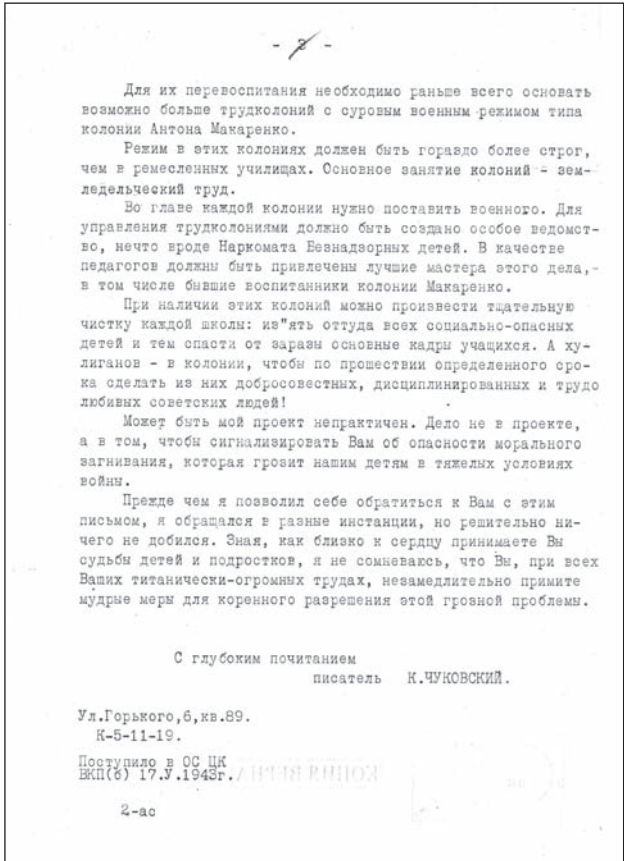 - 2 -
Для их перевоспитания необходимо раньше всего основать
возможно больше трудколоний с суровым военным режимом типа
колонии Антона Макаренко.
Режим в этих колониях должен быть гораздо более строг,
чем в ремесленных училищах. Основное занятие колоний - зем-
ледельческий труд.
Во главе каждой колонии нужно поставить военного. Для
управления трудколониями должно быть создано особое ведомст-
во, нечто вроде Наркомата Безнадзорных детей. В качестве
педагогов должны быть привлечены лучшие мастера этого дела,-
в том числе бывшие воспитанники колонии Макаренко.
При наличии этих колоний можно произвести тщательную
чистку каждой школы: из"ять оттуда всех социально-опасных
детей и тем спасти от заразы основные кадры учащихся. А ху-
лиганов - в колонии, чтобы по прошествии определенного сро-
ка сделать из них добросовестных, дисциплинированных и трудо
любивых советских людей!
Может быть мой проект непрактичен. Дело не в проекте,
а в том, чтобы сигнализировать Вам об опасности морального
загнивания, которая грозит нашим детям в тяжелых условиях
войны.
Прежде чем я позволил себе обратиться к Вам с этим
письмом, я обращался в разные инстанции, но решительно ни-
чего не добился. Зная, как близко к сердцу принимаете Вы
судьбы детей и подростков, я не сомневаюсь, что Вы, при всех
Ваших титанически-огромных трудах, незамедлительно примите
мудрые меры для коренного разрешения этой грозной проблемы.
С глубоким почитанием
писатель К.ЧУКОВСКИЙ.
Ул.Горького,6,кв.89.
К-5-11-19.
Поступило в ОС ЦК
ВКП(б) 17.У.1943г.
КОПИЯ ВЕРНА
2-ас